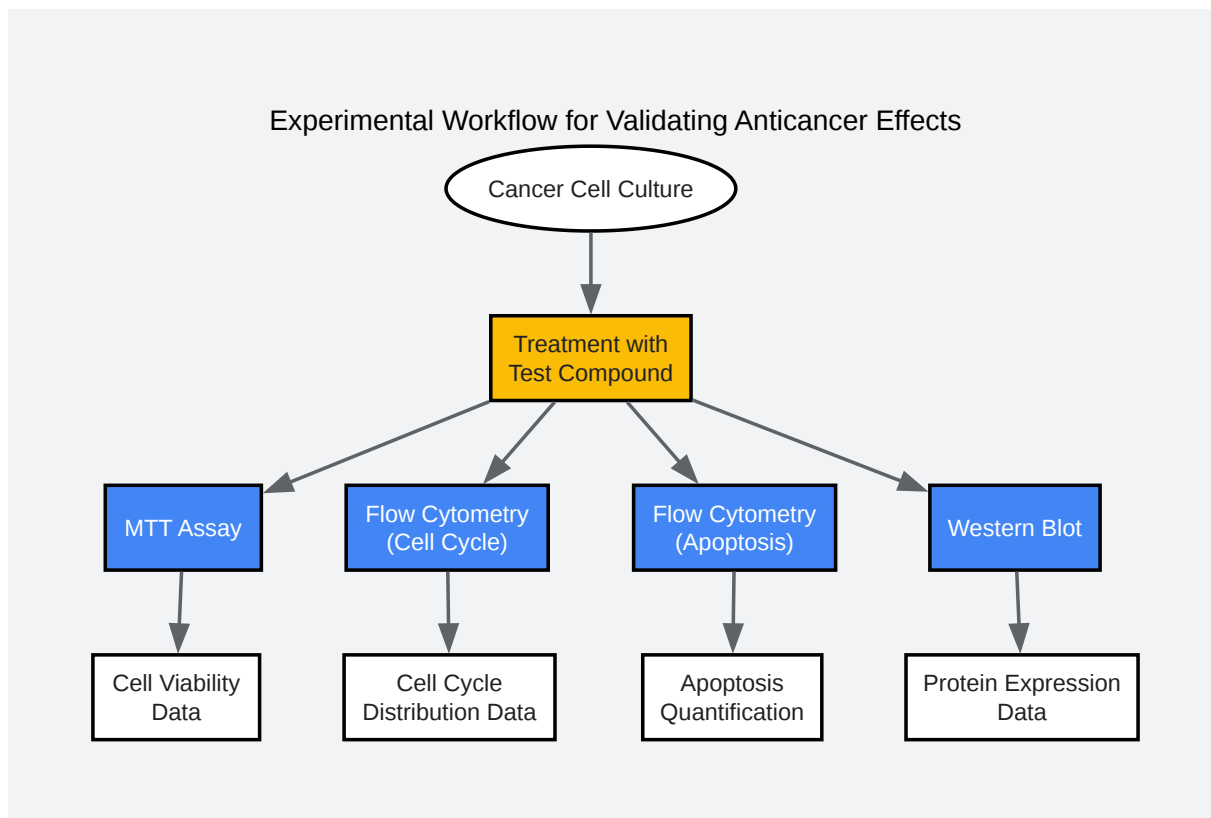 Experimental Workflow for Validating Anticancer Effects
Cancer Cell Culture
Treatment with
Test Compound
MTT Assay
Flow Cytometry
(Cell Cycle)
Flow Cytometry
(Apoptosis)
Western Blot
Cell Viability
Data
Cell Cycle
Distribution Data
Apoptosis
Quantification
Protein Expression
Data